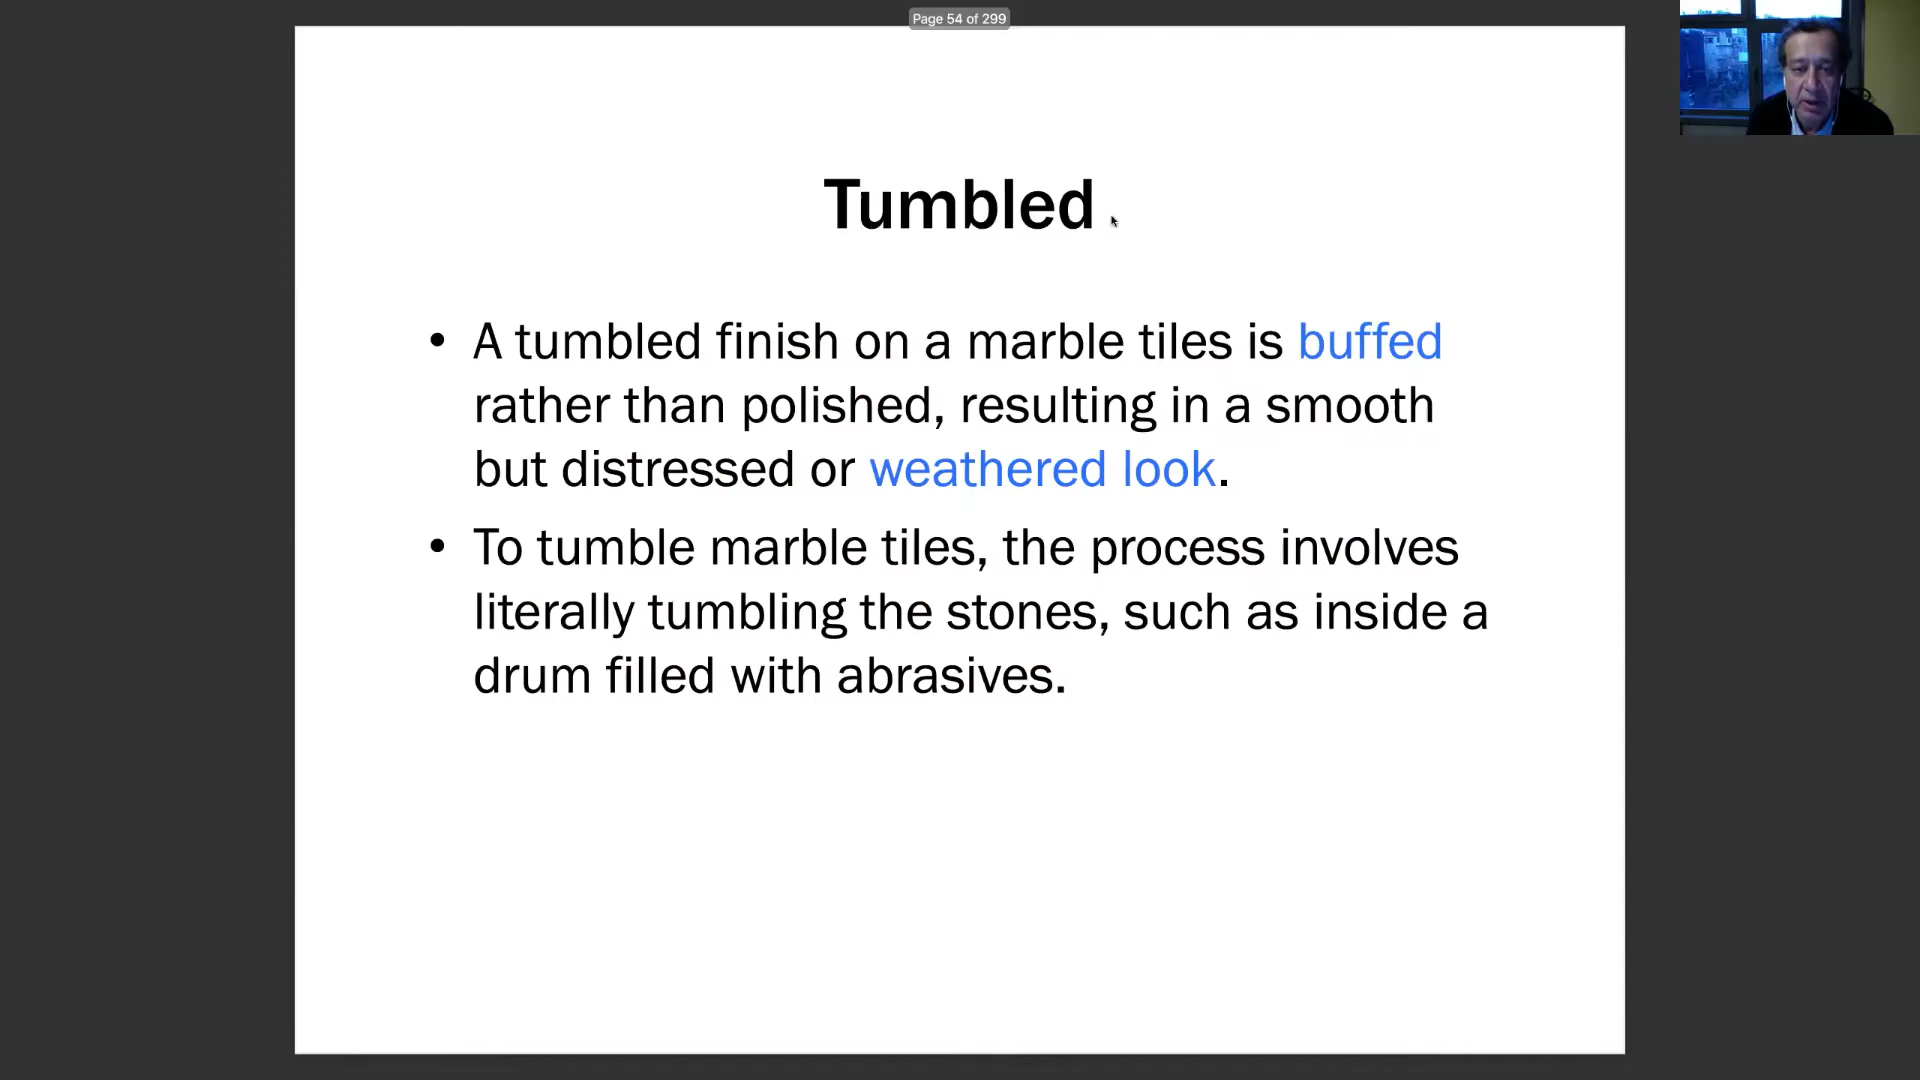 Page 54 of 299
Tumbled
• A tumbled finish on a marble tiles is buffed
rather than polished, resulting in a smooth
but distressed or weathered look.
• To tumble marble tiles, the process involves
literally tumbling the stones, such as inside a
drum filled with abrasives.